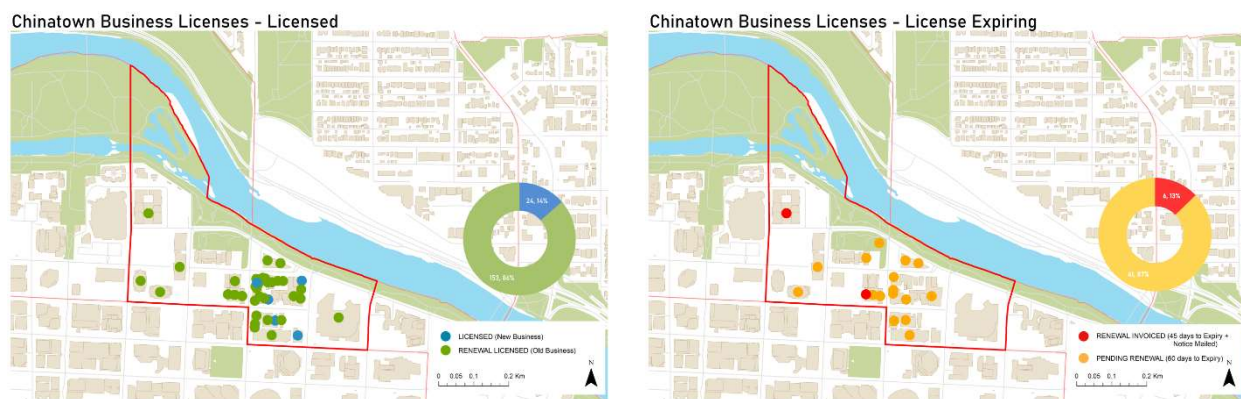 Chinatown Business Licenses - Licensed
24, 14%
153, 86%
LICENSED (New Business)
RENEWAL LICENSED (Old Business)
N
0 0.05 0.1 0.2 Km
Chinatown Business Licenses - License Expiring
6, 13%
41, 87%
RENEWAL INVOICED (45 days to Expiry +
Notice Mailed)
PENDING RENEWAL (60 days to Expiry)
N
0 0.05 0.1 0.2 Km